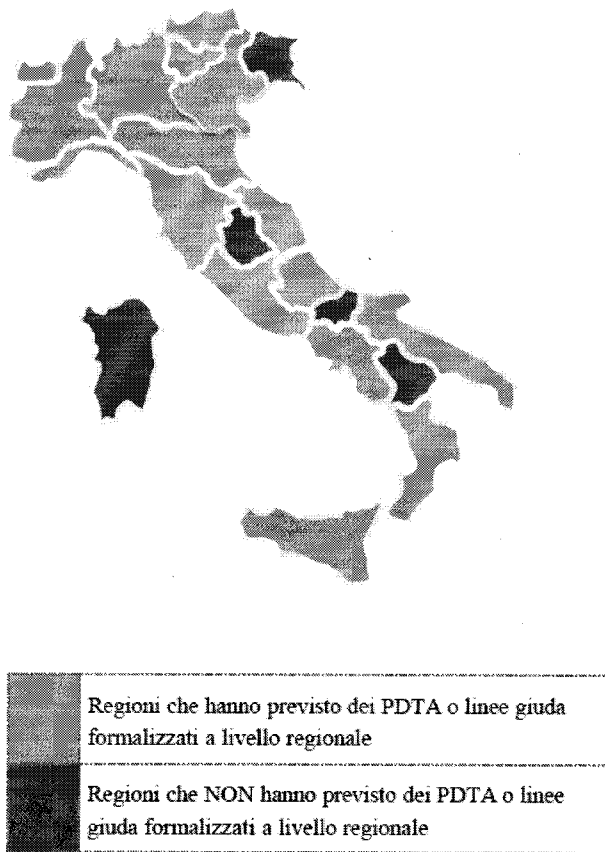 Regioni che hanno previsto dei PDTA o linee giuda
formalizzati a livello regionale
Regioni che NON hanno previsto dei PDTA o linee
giuda formalizzati a livello regionale